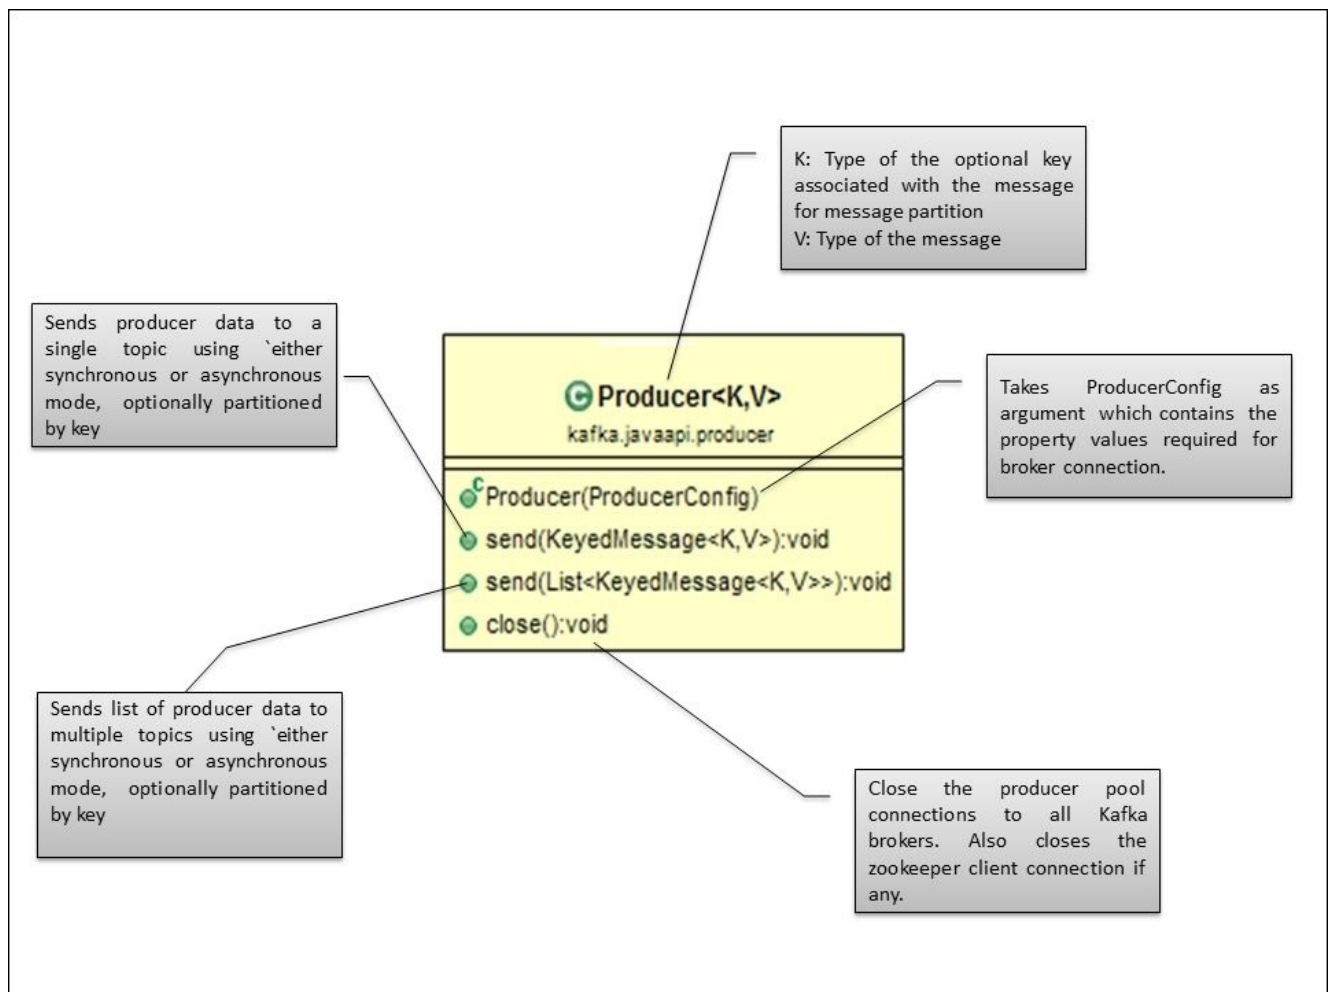 K: Type of the optional key
associated with the message
for message partition
V: Type of the message
Sends producer data to a
single topic using `either
synchronous or asynchronous
mode, optionally partitioned
by key
C Producer<K,V>
kafka.javaapi.producer
Takes ProducerConfig as
argument which contains the
property values required for
broker connection.
C Producer(ProducerConfig)
send(KeyedMessage<K,V>):void
send(List<KeyedMessage<K,V>>):void
close():void
Sends list of producer data to
multiple topics using `either
synchronous or asynchronous
mode, optionally partitioned
by key
Close the producer pool
connections to all Kafka
brokers. Also closes the
zookeeper client connection if
any.